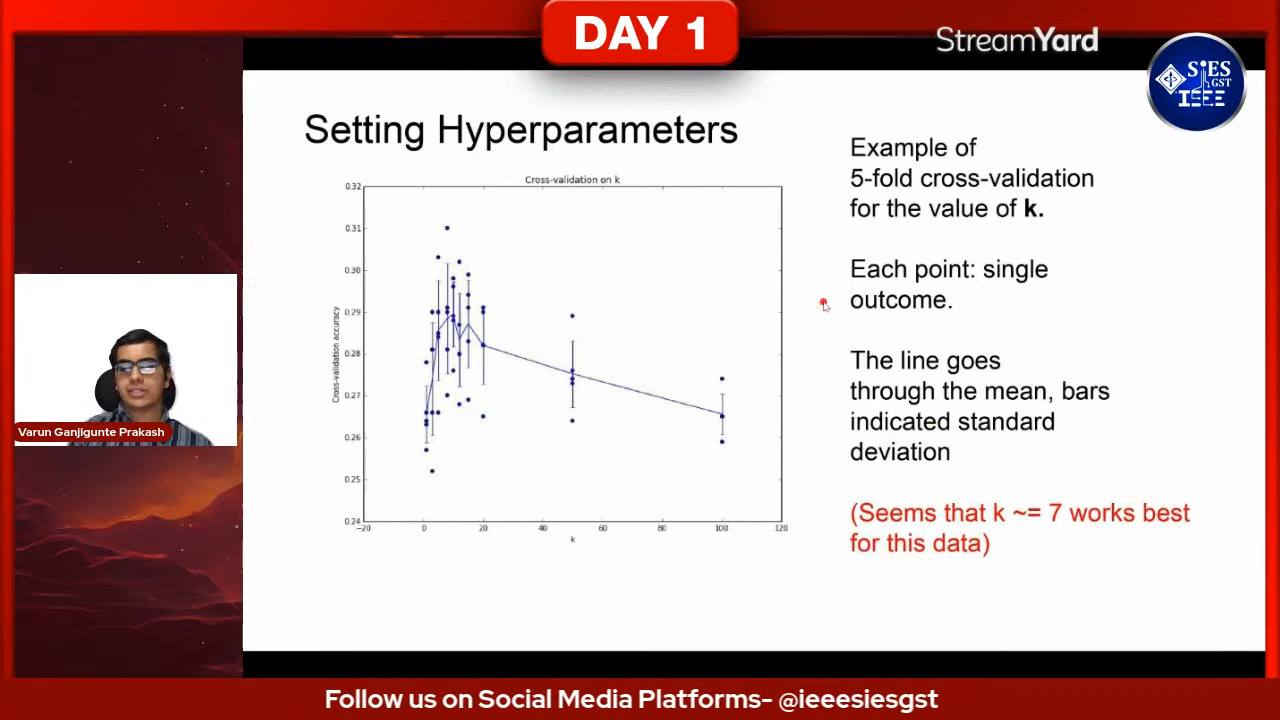 DAY 1
StreamYard
SiES
GST
IEEE
Setting Hyperparameters
Cross-validation on k
0.32
0.31
0.30
0.29
0.28
0.27
0.26
0.25
0.24
Cross-validation accuracy
−20
0
20
40
60
80
100
120
k
Example of
5-fold cross-validation
for the value of k.
Each point: single
outcome.
The line goes
through the mean, bars
indicated standard
deviation
(Seems that k ~= 7 works best
for this data)
Varun Ganjigunte Prakash
Follow us on Social Media Platforms- @ieeesiesgst